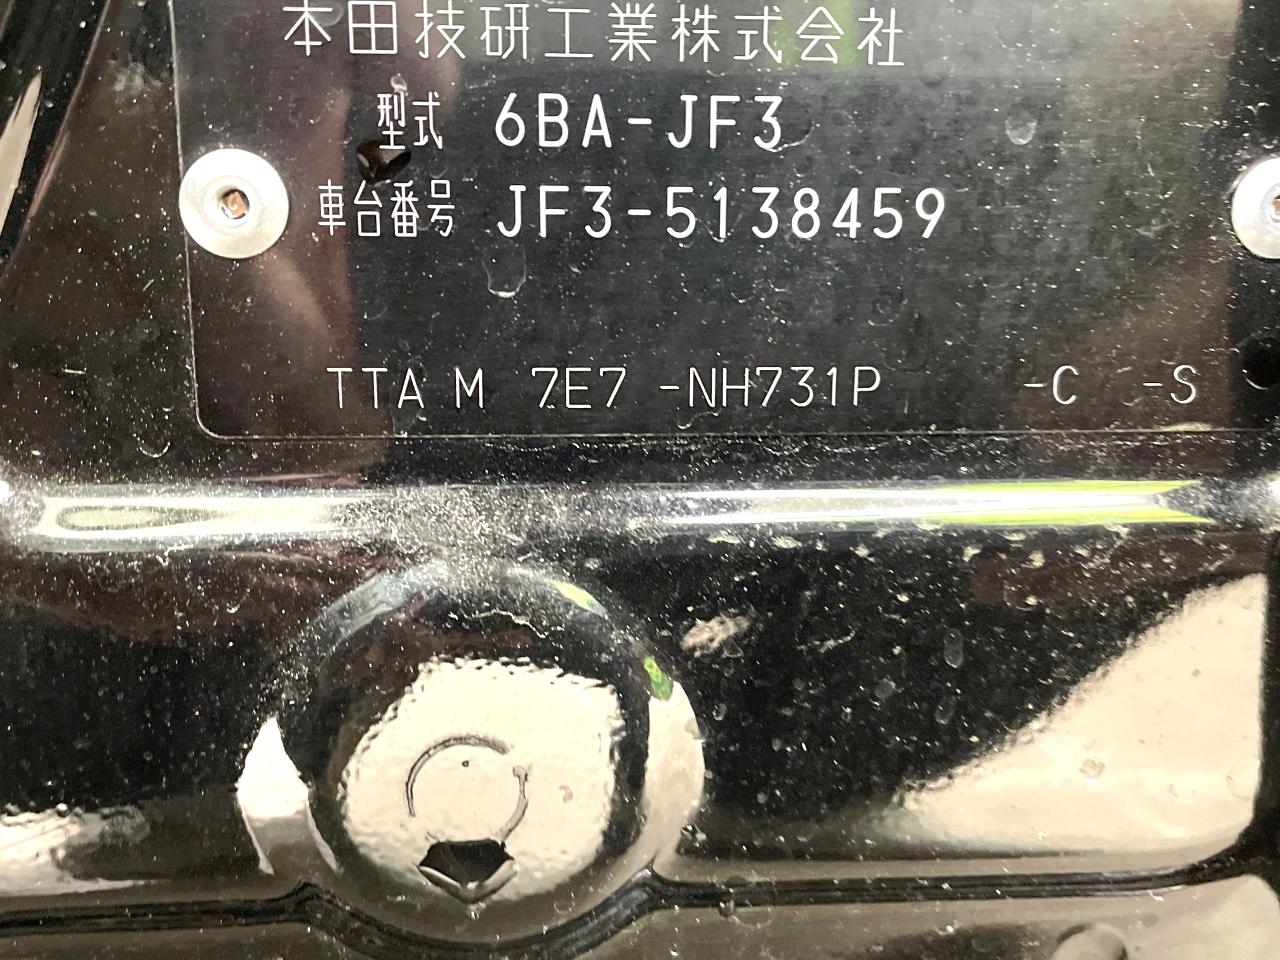 本田技研工業株式会社
型式 6BA-JF3
車台番号 JF3-5138459
TTA M 7E7 -NH731P -C -S